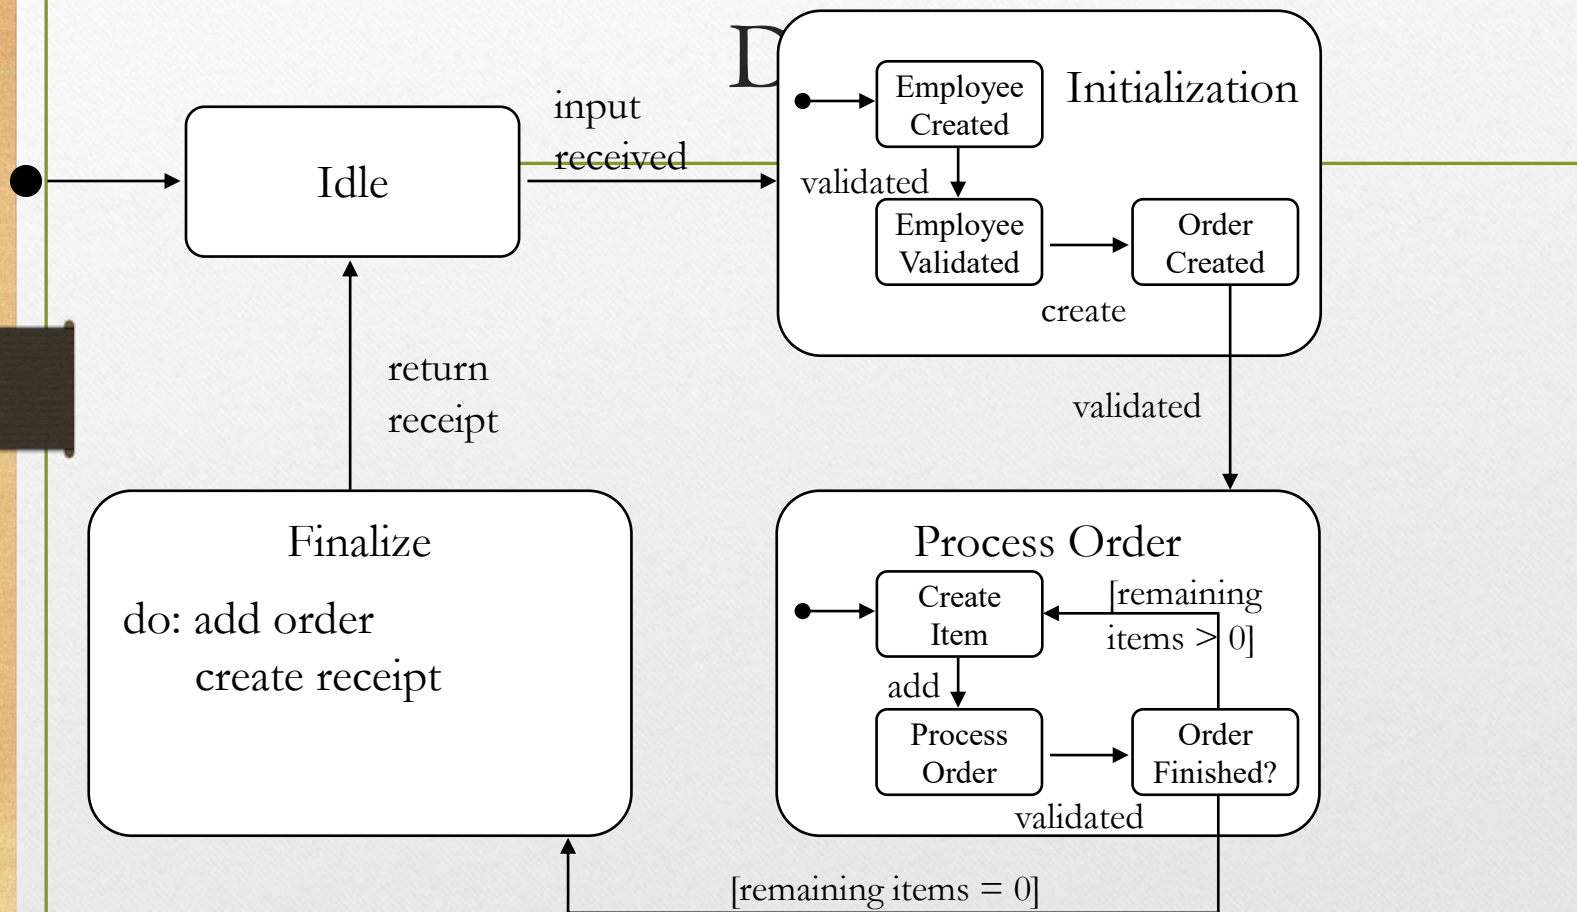 D
Idle
input
received
Initialization
Employee
Created
validated
Employee
Validated
create
Order
Created
validated
return
receipt
Finalize
do: add order
create receipt
Process Order
Create
Item
[remaining
items > 0]
add
Process
Order
validated
Order
Finished?
[remaining items = 0]